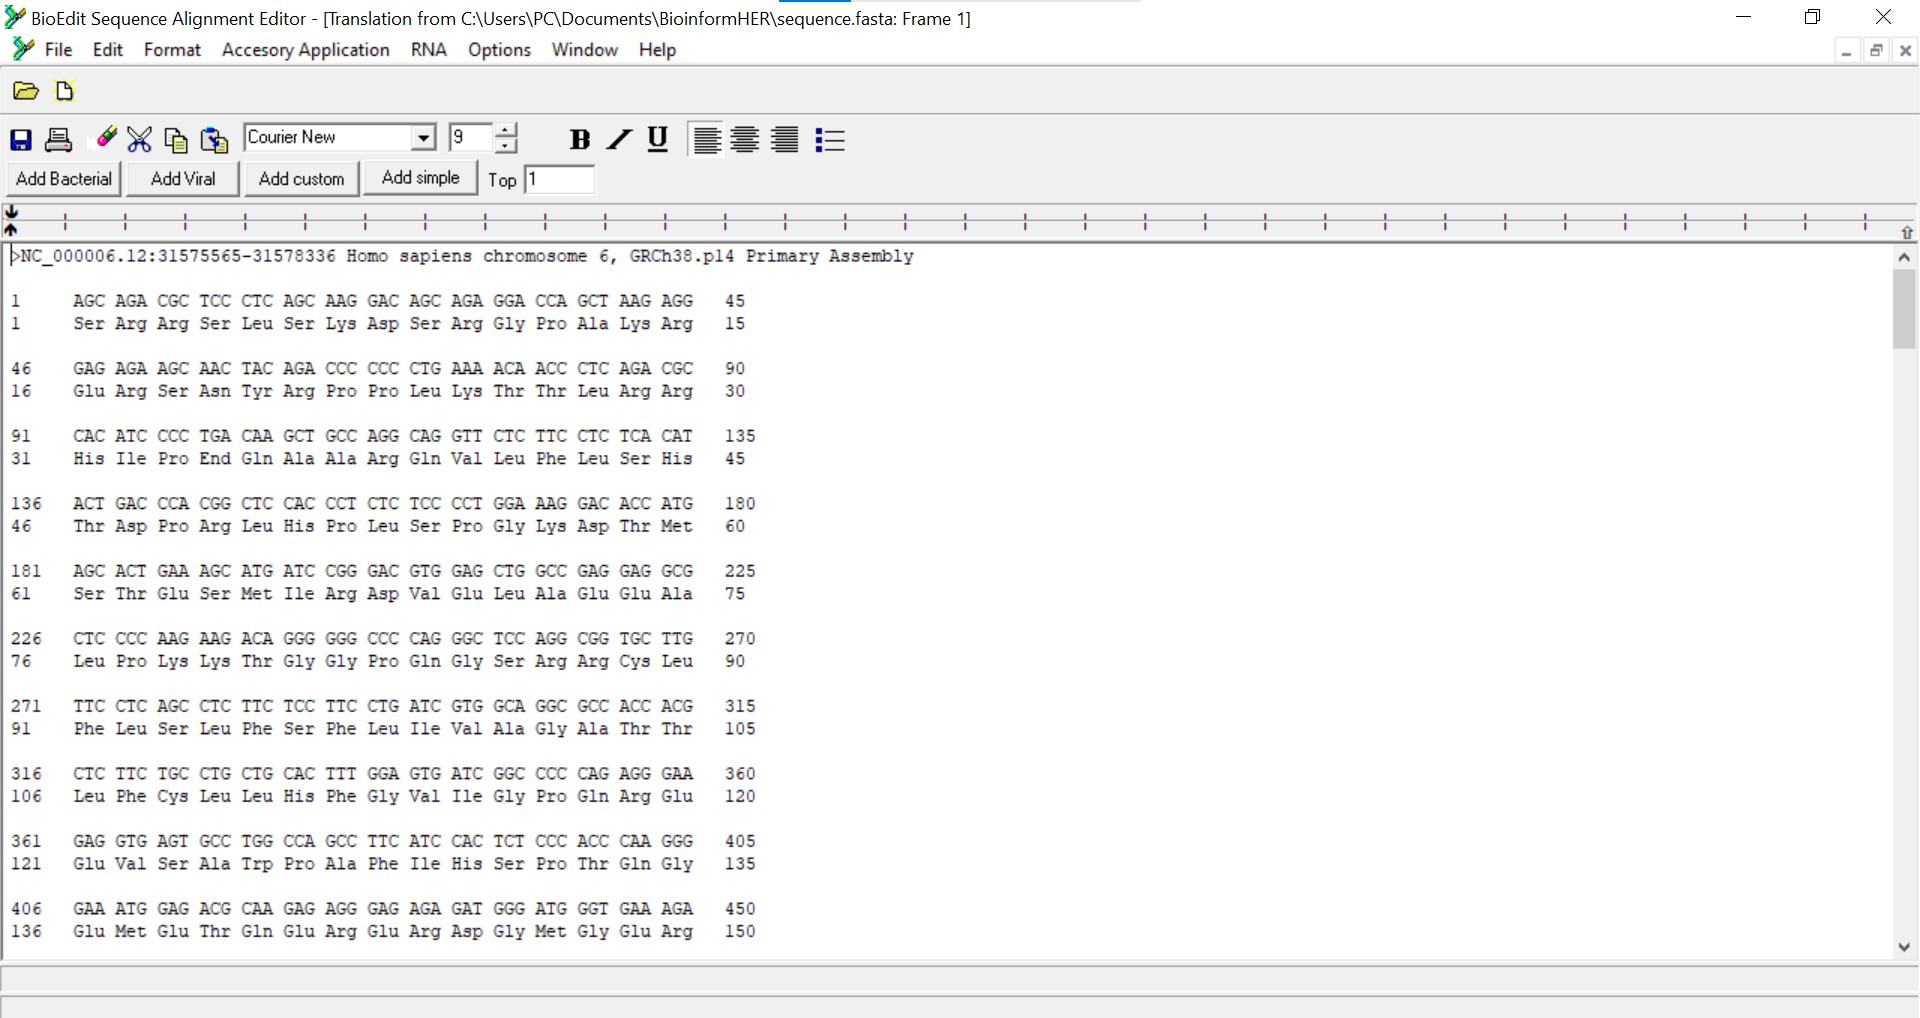 BioEdit Sequence Alignment Editor - [Translation from C:\Users\PC\Documents\BioinformHER\sequence.fasta: Frame 1]
File Edit Format Accesory Application RNA Options Window Help
Courier New 9 B I U
Add Bacterial Add Viral Add custom Add simple Top 1
>NC_000006.12:31575565-31578336 Homo sapiens chromosome 6, GRCh38.p14 Primary Assembly
1 AGC AGA CGC TCC CTC AGC AAG GAC AGC AGA GGA CCA GCT AAG AGG 45
1 Ser Arg Arg Ser Leu Ser Lys Asp Ser Arg Gly Pro Ala Lys Arg 15
46 GAG AGA AGC AAC TAC AGA CCC CCC CTG AAA ACA ACC CTC AGA CGC 90
16 Glu Arg Ser Asn Tyr Arg Pro Pro Leu Lys Thr Thr Leu Arg Arg 30
91 CAC ATC CCC TGA CAA GCT GCC AGG CAG GTT CTC TTC CTC TCA CAT 135
31 His Ile Pro End Gln Ala Ala Arg Gln Val Leu Phe Leu Ser His 45
136 ACT GAC CCA CGG CTC CAC CCT CTC TCC CCT GGA AAG GAC ACC ATG 180
46 Thr Asp Pro Arg Leu His Pro Leu Ser Pro Gly Lys Asp Thr Met 60
181 AGC ACT GAA AGC ATG ATC CGG GAC GTG GAG CTG GCC GAG GAG GCG 225
61 Ser Thr Glu Ser Met Ile Arg Asp Val Glu Leu Ala Glu Glu Ala 75
226 CTC CCC AAG AAG ACA GGG GGG CCC CAG GGC TCC AGG CGG TGC TTG 270
76 Leu Pro Lys Lys Thr Gly Gly Pro Gln Gly Ser Arg Arg Cys Leu 90
271 TTC CTC AGC CTC TTC TCC TTC CTG ATC GTG GCA GGC GCC ACC ACG 315
91 Phe Leu Ser Leu Phe Ser Phe Leu Ile Val Ala Gly Ala Thr Thr 105
316 CTC TTC TGC CTG CTG CAC TTT GGA GTG ATC GGC CCC CAG AGG GAA 360
106 Leu Phe Cys Leu Leu His Phe Gly Val Ile Gly Pro Gln Arg Glu 120
361 GAG GTG AGT GCC TGG CCA GCC TTC ATC CAC TCT CCC ACC CAA GGG 405
121 Glu Val Ser Ala Trp Pro Ala Phe Ile His Ser Pro Thr Gln Gly 135
406 GAA ATG GAG ACG CAA GAG AGG GAG AGA GAT GGG ATG GGT GAA AGA 450
136 Glu Met Glu Thr Gln Glu Arg Glu Arg Asp Gly Met Gly Glu Arg 150